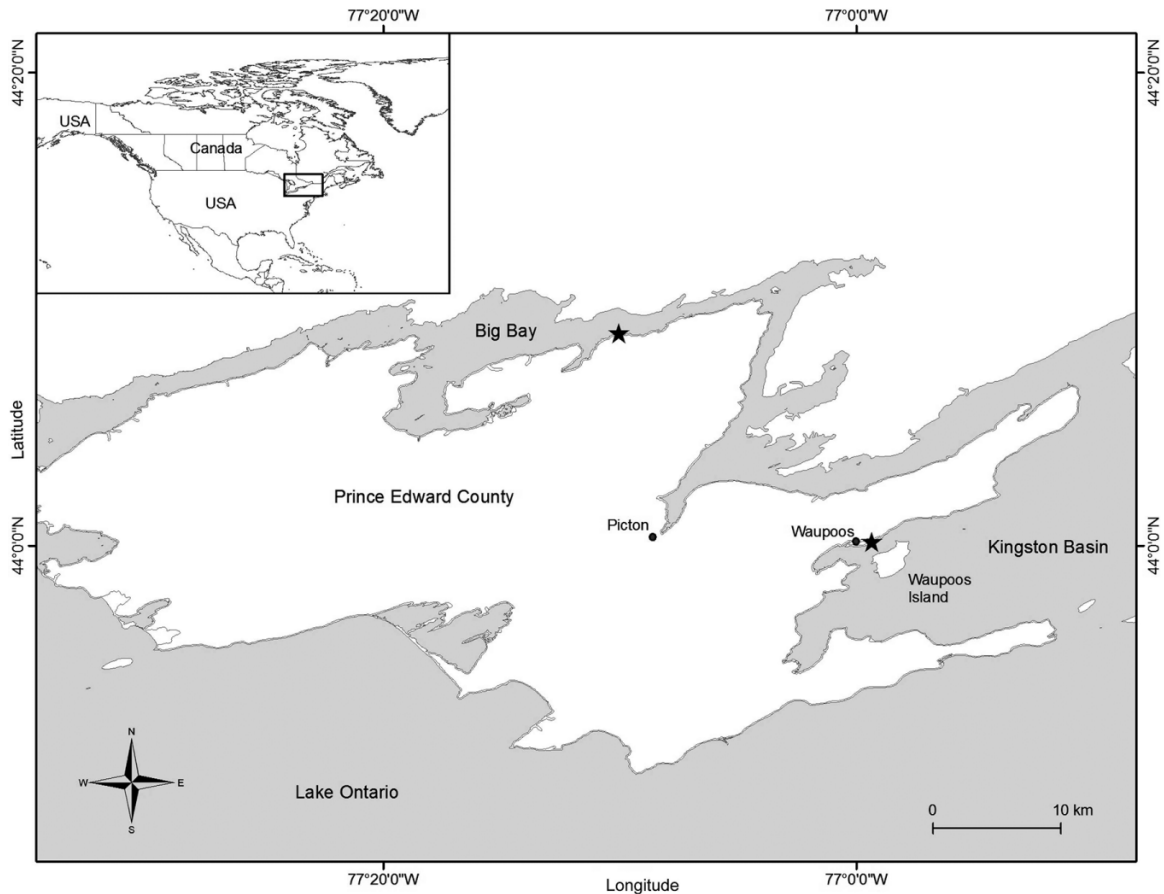 77°20'0"W
77°0'0"W
44°20'0"N
44°20'0"N
USA
Canada
USA
Big Bay
Latitude
Prince Edward County
Picton
Waupoos
44°0'0"N
Kingston Basin
44°0'0"N
Waupoos
Island
N
W
E
S
Lake Ontario
0
10 km
77°20'0"W
Longitude
77°0'0"W